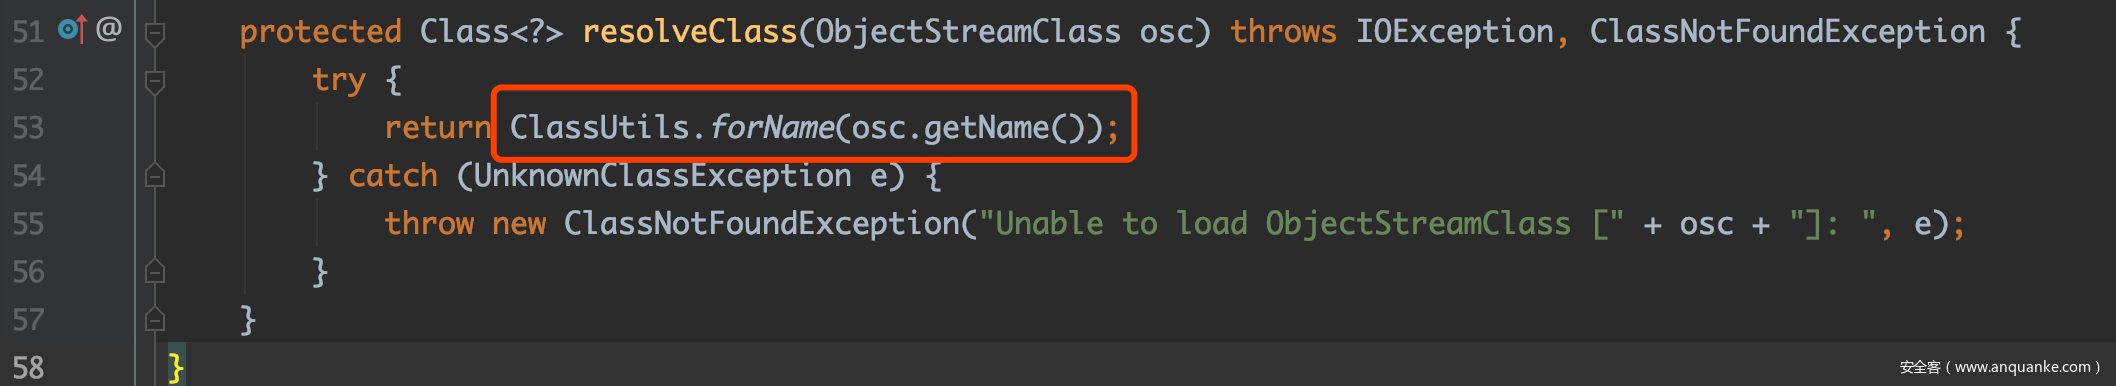 51 @ protected Class<?> resolveClass(ObjectStreamClass osc) throws IOException, ClassNotFoundException {
52 try {
53 return ClassUtils.forName(osc.getName());
54 } catch (UnknownClassException e) {
55 throw new ClassNotFoundException("Unable to load ObjectStreamClass [" + osc + "]: ", e);
56 }
57 }
58 }
安全客（www.anquanke.com）